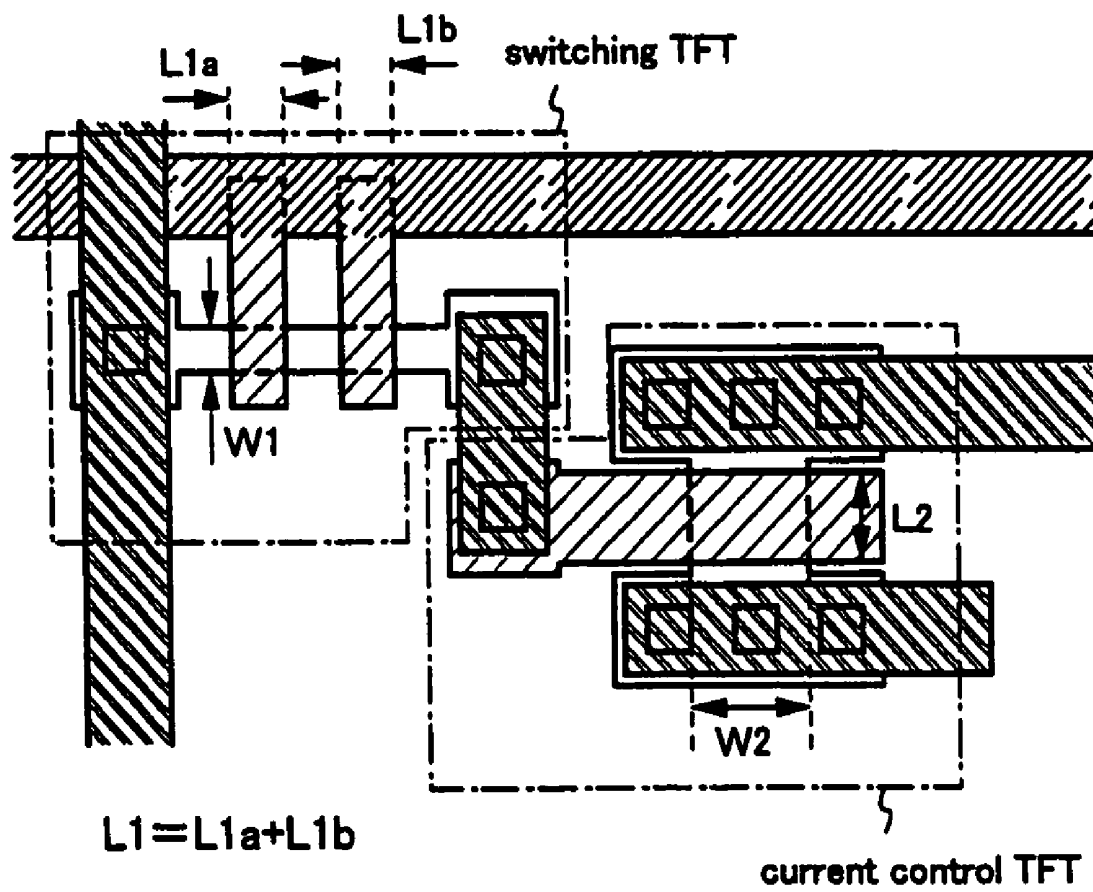 L1b
L1a
switching TFT
W1
L2
W2
L1=L1a+L1b
current control TFT